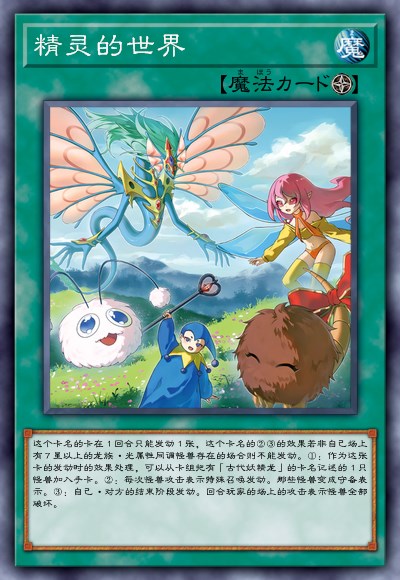 精灵的世界
魔
【魔法カード】
まほう
这个卡名的卡在１回合只能发动１张，这个卡名的②③的效果若非自己场上
有７星以上的龙族・光属性同调怪兽存在的场合则不能发动。①：作为这张
卡的发动时的效果处理，可以从卡组把有「古代妖精龙」的卡名记述的１只
怪兽加入手卡。②：每次怪兽攻击表示特殊召唤发动。那些怪兽变成守备表
示。③：自己・对方的结束阶段发动。回合玩家的场上的攻击表示怪兽全部
破坏。